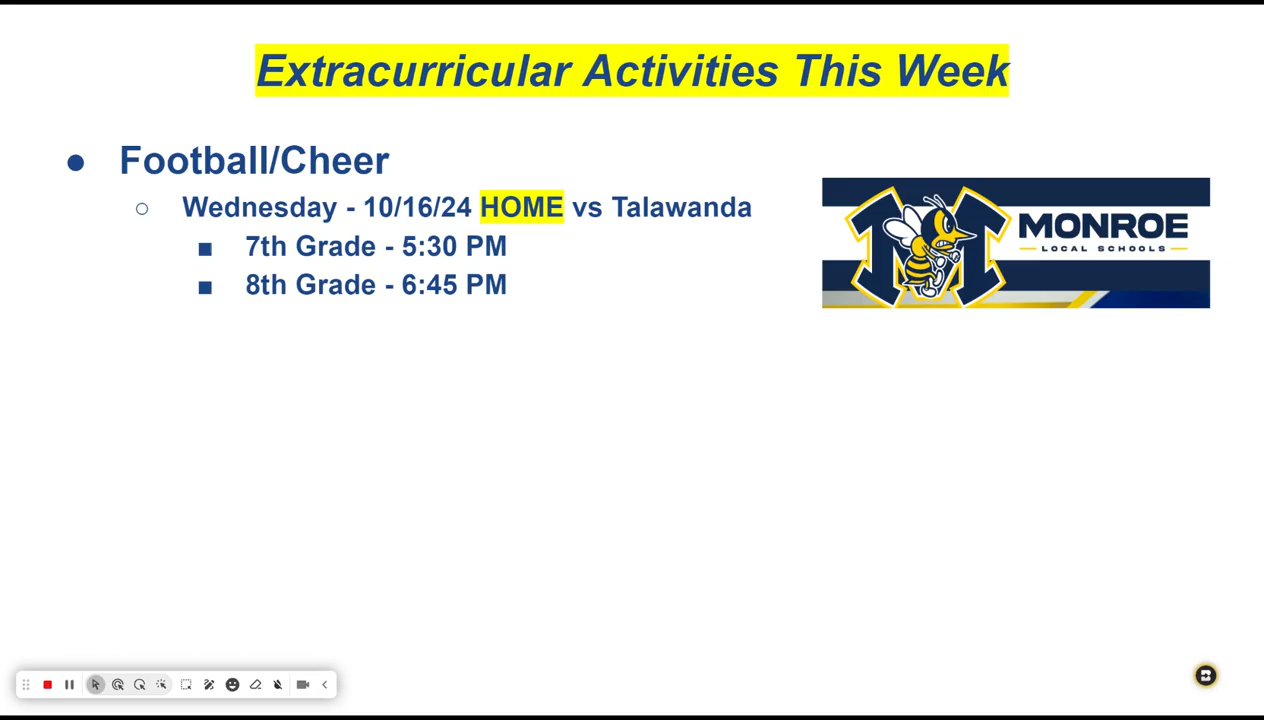 Extracurricular Activities This Week
● Football/Cheer
○ Wednesday - 10/16/24 HOME vs Talawanda
■ 7th Grade - 5:30 PM
■ 8th Grade - 6:45 PM
M MONROE
LOCAL SCHOOLS
B